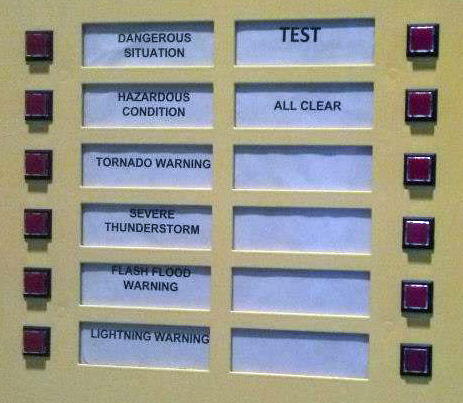 DANGEROUS
SITUATION
TEST
HAZARDOUS
CONDITION
ALL CLEAR
TORNADO WARNING
SEVERE
THUNDERSTORM
FLASH FLOOD
WARNING
LIGHTNING WARNING